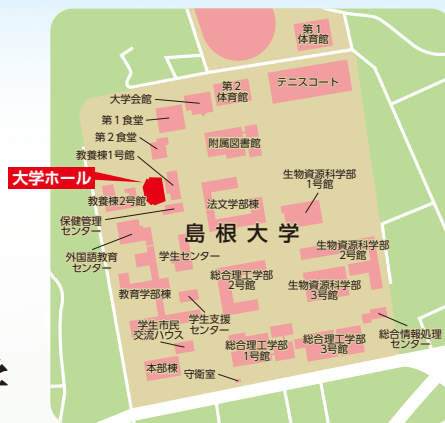 第1
体育館
第2
体育館
テニスコート
大学会館
第1食堂
第2食堂
附属図書館
教養棟1号館
大学ホール
生物資源科学部
1号館
教養棟2号館
法文学部棟
保健管理
センター
島根大学
外国語教育
センター
学生センター
生物資源科学部
2号館
総合理工学部
2号館
生物資源科学部
3号館
教育学部棟
学生支援
センター
学生市民
交流ハウス
総合理工学部
1号館
総合理工学部
3号館
総合情報処理
センター
本部棟
守衛室